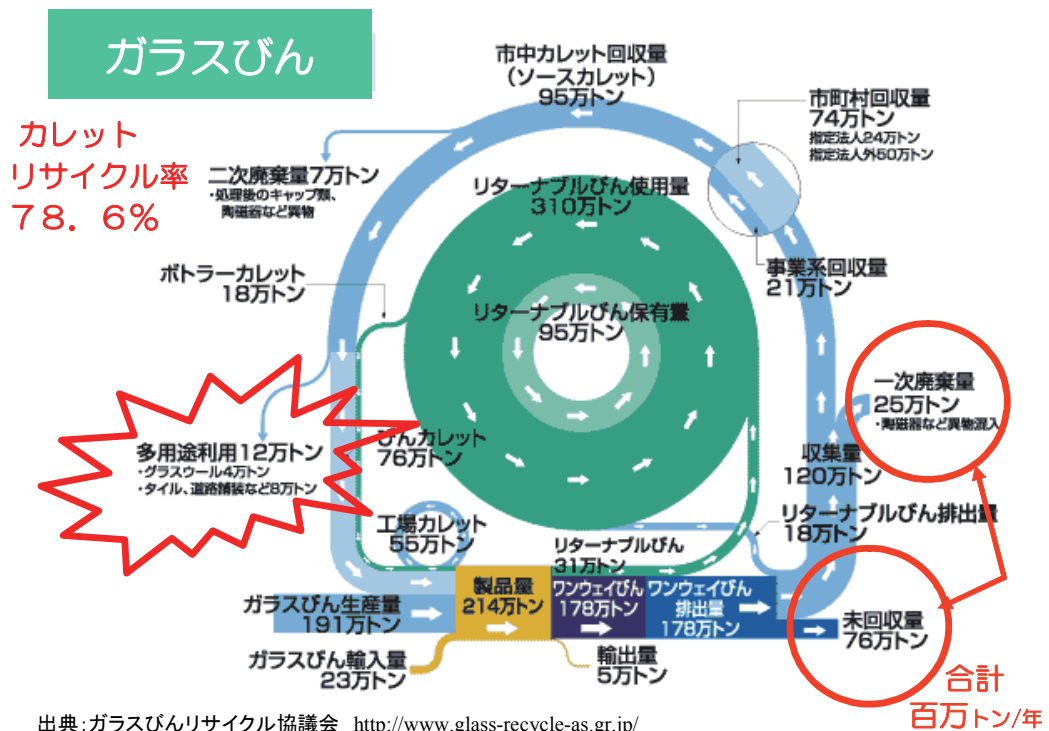 ガラスびん
カレット
リサイクル率
７８．６％
市中カレット回収量
（ソースカレット）
95万トン
市町村回収量
74万トン
指定法人24万トン
指定法人外50万トン
二次廃棄量7万トン
・処理後のキャップ類、
陶磁器など異物
リターナブルびん使用量
310万トン
ボトラーカレット
18万トン
事業系回収量
21万トン
リターナブルびん保有量
95万トン
一次廃棄量
25万トン
・陶磁器など異物混入
多用途利用12万トン
・グラスウール4万トン
・タイル、道路舗装など8万トン
びんカレット
76万トン
収集量
120万トン
工場カレット
55万トン
リターナブルびん
31万トン
リターナブルびん排出量
18万トン
ガラスびん生産量
191万トン
製品量
214万トン
ワンウェイびん
178万トン
ワンウェイびん
排出量
178万トン
未回収量
76万トン
ガラスびん輸入量
23万トン
輸出量
5万トン
合計
百万トン/年
出典：ガラスびんリサイクル協議会 http://www.glass-recycle-as.gr.jp/